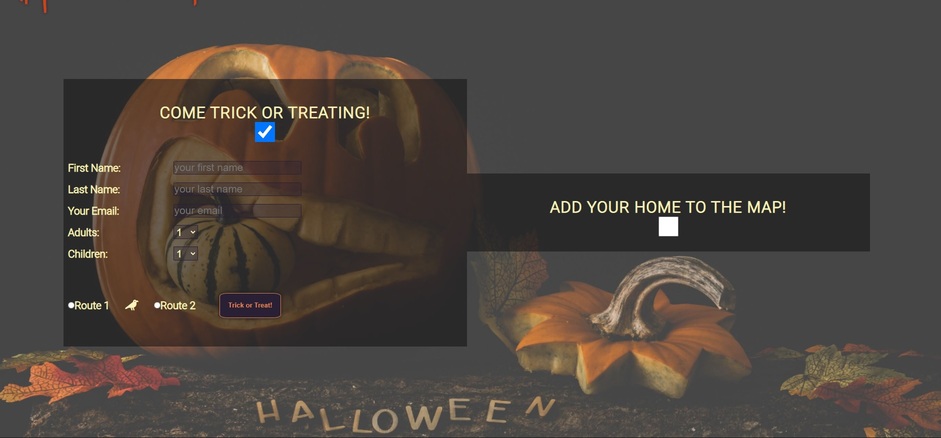 COME TRICK OR TREATING!
First Name: your first name
Last Name: your last name
Your Email: your email
Adults: 1
Children: 1
Route 1 Route 2 Trick or Treat!
ADD YOUR HOME TO THE MAP!
HALLOWEEN